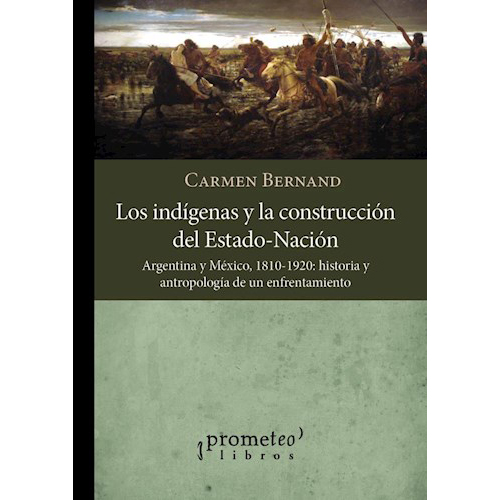 CARMEN BERNAND
Los indígenas y la construcción
del Estado-Nación
Argentina y México, 1810-1920: historia y
antropología de un enfrentamiento
prometeo
libros